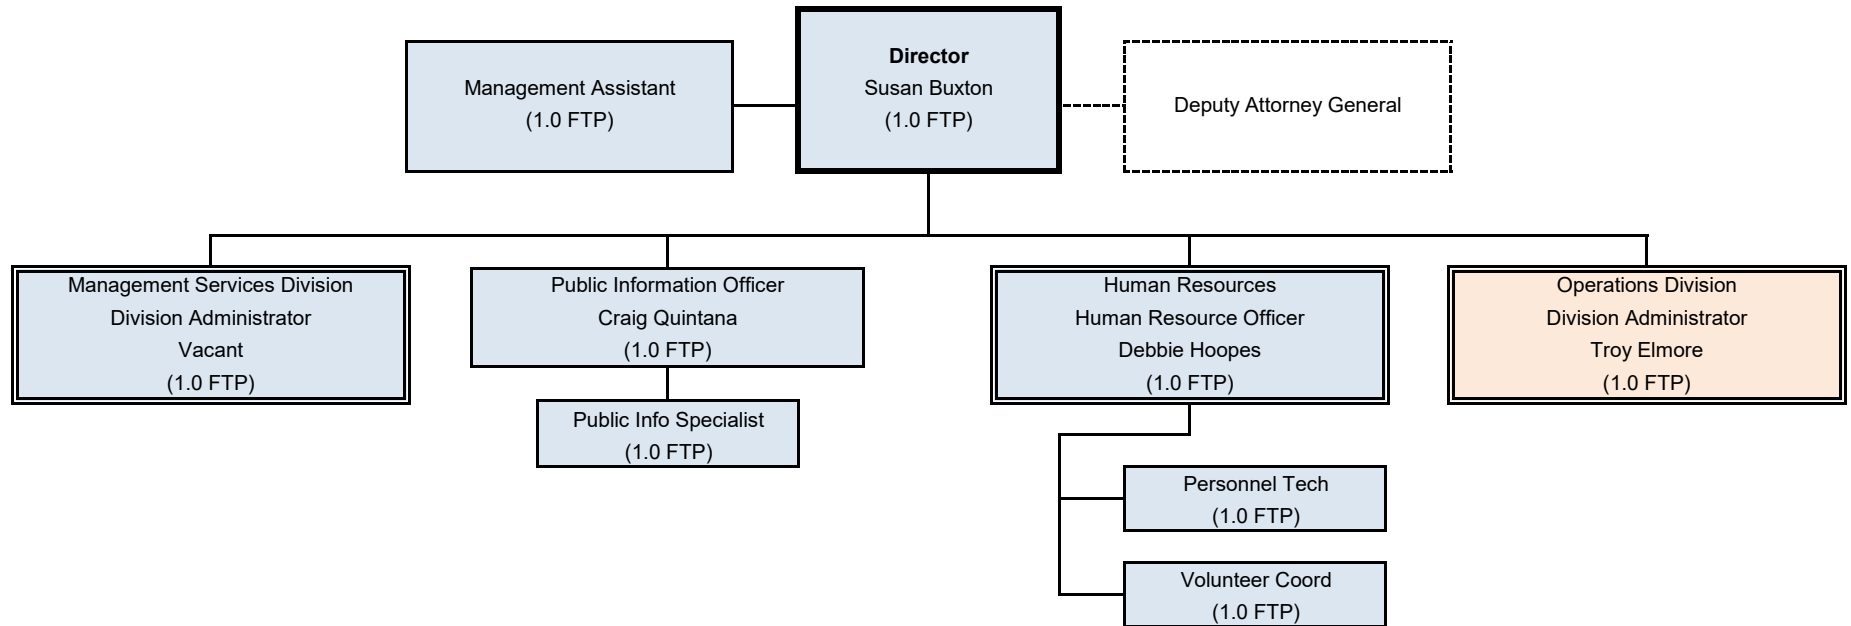 Management Assistant
(1.0 FTP)
Director
Susan Buxton
(1.0 FTP)
Deputy Attorney General
Management Services Division
Division Administrator
Vacant
(1.0 FTP)
Public Information Officer
Craig Quintana
(1.0 FTP)
Human Resources
Human Resource Officer
Debbie Hoopes
(1.0 FTP)
Operations Division
Division Administrator
Troy Elmore
(1.0 FTP)
Public Info Specialist
(1.0 FTP)
Personnel Tech
(1.0 FTP)
Volunteer Coord
(1.0 FTP)